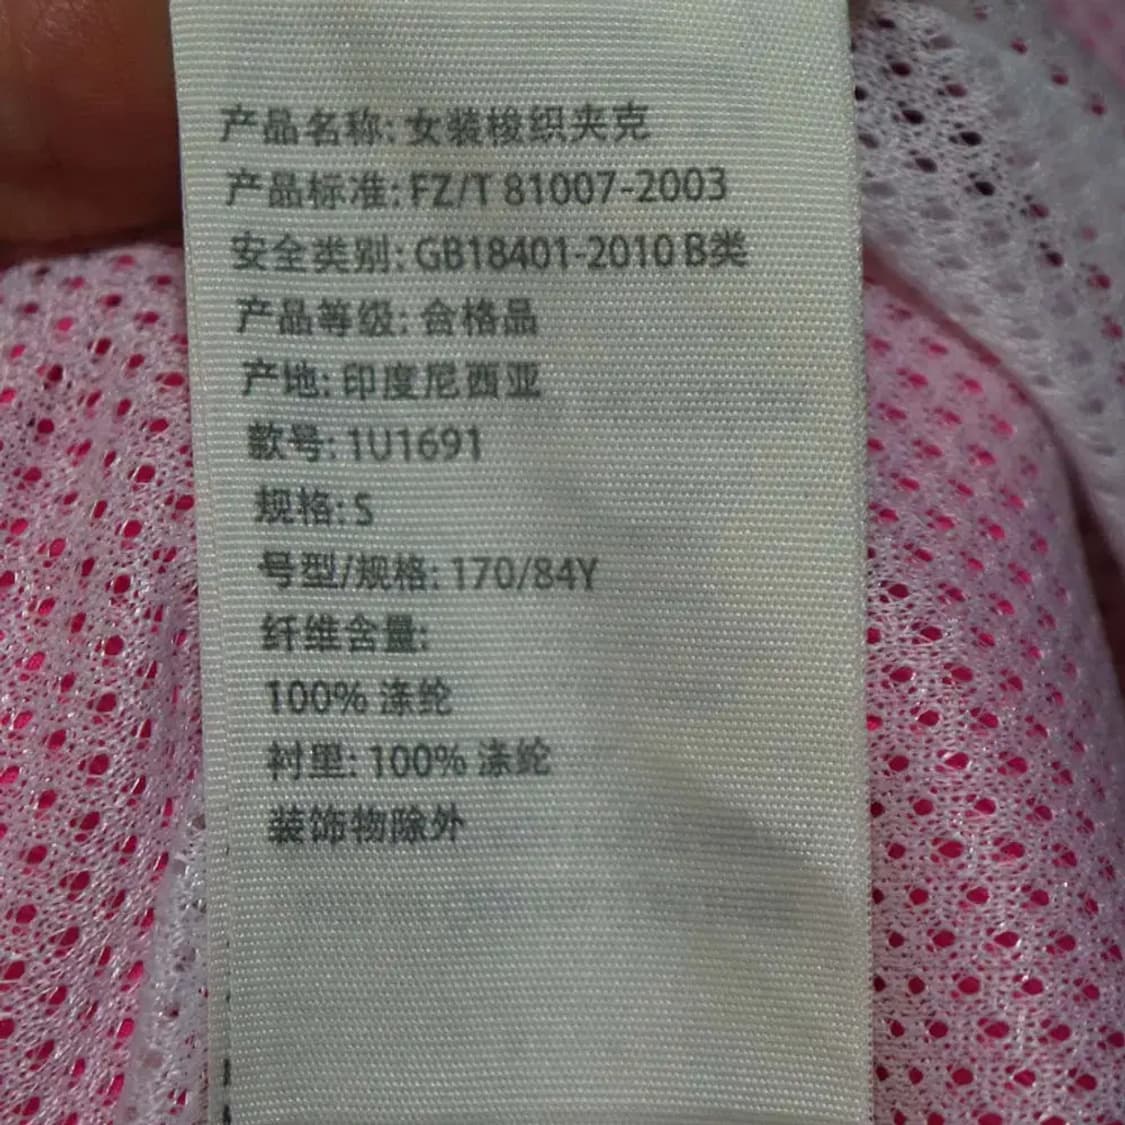 产品名称: 女装梭织夹克
产品标准: FZ/T 81007-2003
安全类别: GB18401-2010 B类
产品等级: 合格品
产地: 印度尼西亚
款号: 1U1691
规格: S
号型/规格: 170/84Y
纤维含量:
100% 涤纶
衬里: 100% 涤纶
装饰物除外